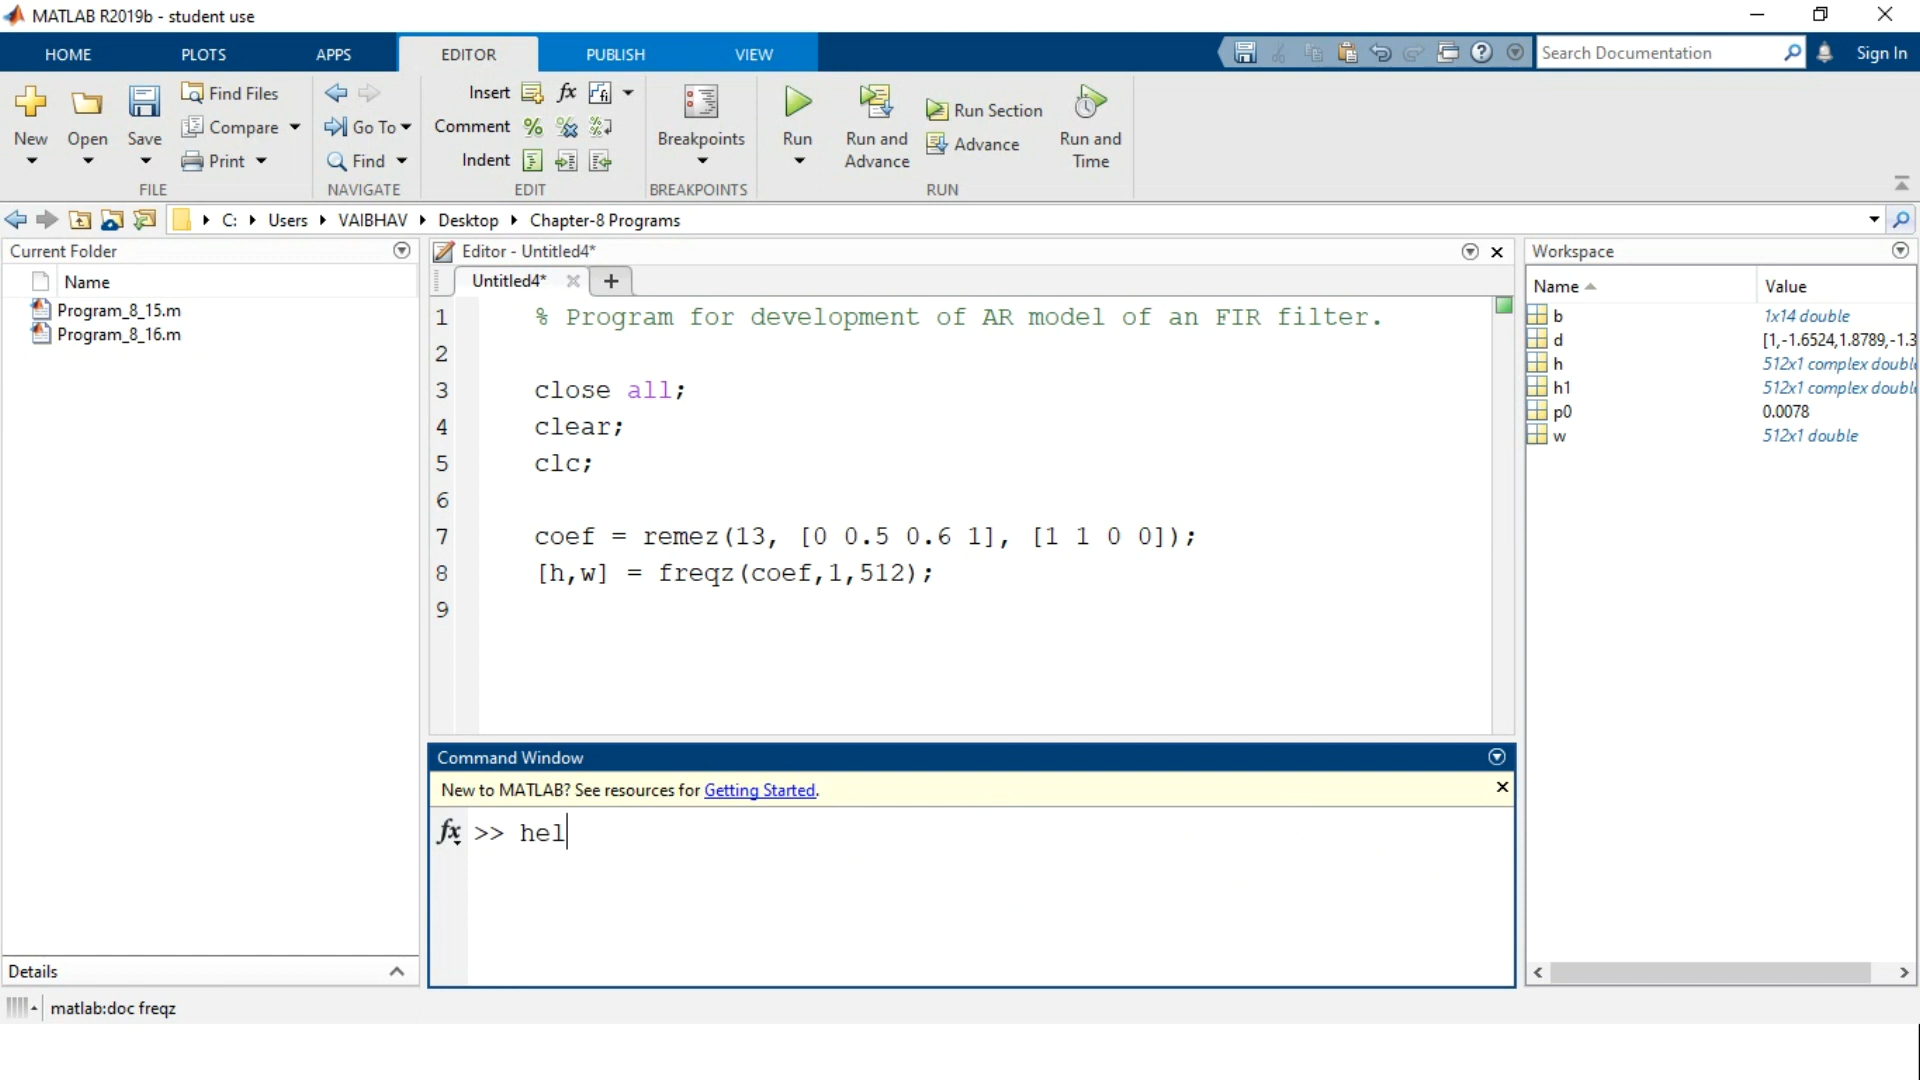 MATLAB R2019b - student use
HOME PLOTS APPS EDITOR PUBLISH VIEW Search Documentation Sign In
New Open Save Find Files Compare Print
FILE
Go To Find
NAVIGATE
Insert fx
Comment
Indent
EDIT
Breakpoints
BREAKPOINTS
Run Run and Advance Run Section Advance Run and Time
RUN
C: Users VAIBHAV Desktop Chapter-8 Programs
Current Folder
Name
Program_8_15.m
Program_8_16.m
Details
Editor - Untitled4*
Untitled4*
1 % Program for development of AR model of an FIR filter.
2
3 close all;
4 clear;
5 clc;
6
7 coef = remez(13, [0 0.5 0.6 1], [1 1 0 0]);
8 [h,w] = freqz(coef,1,512);
9
Command Window
New to MATLAB? See resources for Getting Started.
fx >> hel
Workspace
Name Value
b 1x14 double
d [1,-1.6524,1.8789,-1.3
h 512x1 complex doubl
h1 512x1 complex doubl
p0 0.0078
w 512x1 double
matlab:doc freqz